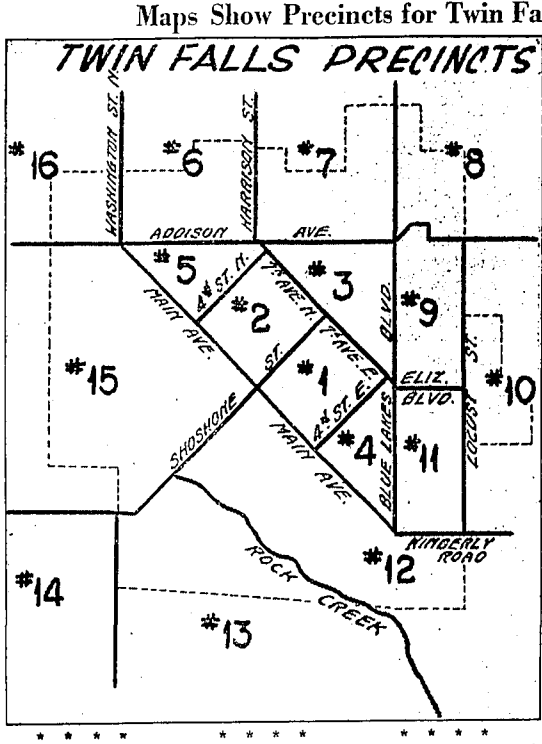 Maps Show Precincts for Twin Fa
TWIN FALLS PRECINCTS
WASHINGTON ST. N.
HARRISON ST.
#16
#6
#7
#8
ADDISON AVE.
#5
4th ST. N.
7th AVE. N.
#3
BLVD.
#9
MAIN AVE.
#2
ST.
7th AVE. E.
ST.
#15
#1
ELIZ.
BLVD.
#10
4th ST. E.
SHOSHONE
MAIN AVE.
#4
BLUE LAKES
#11
LOCUST
KIMBERLY
ROAD
ROCK CREEK
#12
#14
#13
* * * *
* * * *
* * * *